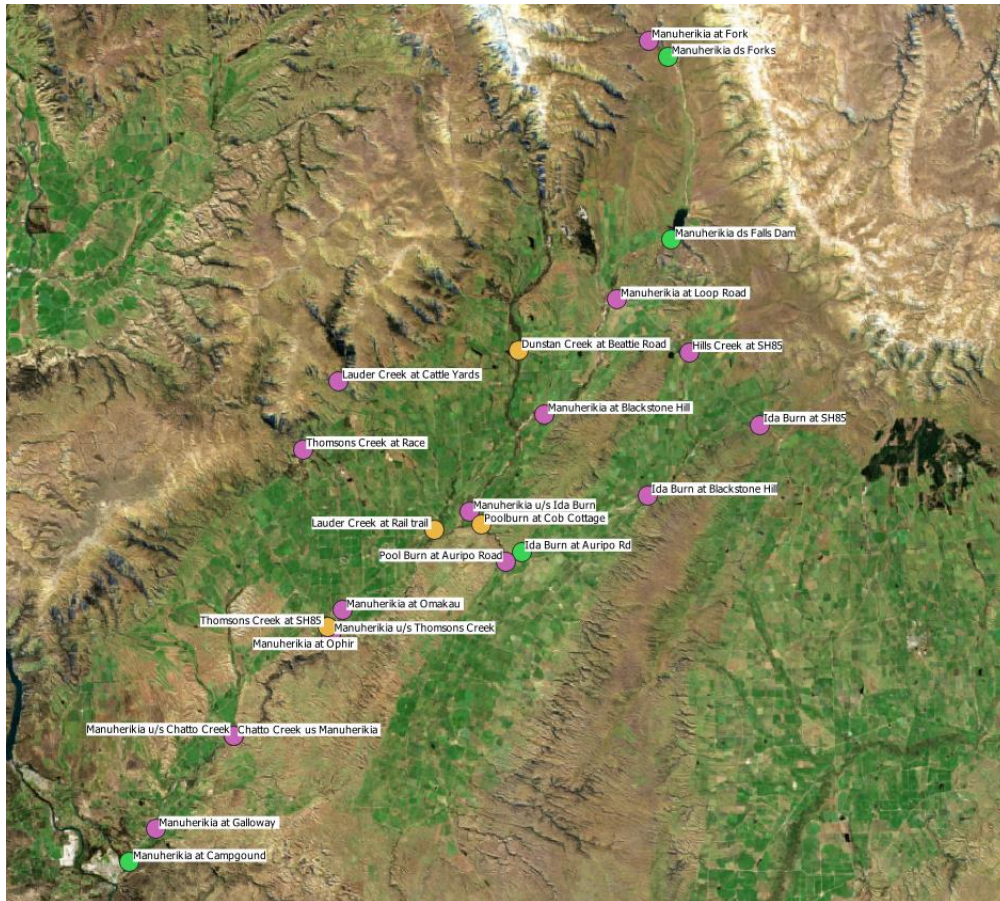 Manuherikia at Fork
Manuherikia ds Forks
Manuherikia ds Falls Dam
Manuherikia at Loop Road
Dunstan Creek at Beattie Road
Hills Creek at SH85
Lauder Creek at Cattle Yards
Manuherikia at Blackstone Hill
Ida Burn at SH85
Thomsons Creek at Race
Ida Burn at Blackstone Hill
Manuherikia u/s Ida Burn
Poolburn at Cob Cottage
Lauder Creek at Rail trail
Ida Burn at Auripo Rd
Pool Burn at Auripo Road
Manuherikia at Omakau
Thomsons Creek at SH85
Manuherikia u/s Thomsons Creek
Manuherikia at Ophir
Manuherikia u/s Chatto Creek
Chatto Creek us Manuherikia
Manuherikia at Galloway
Manuherikia at Campgound